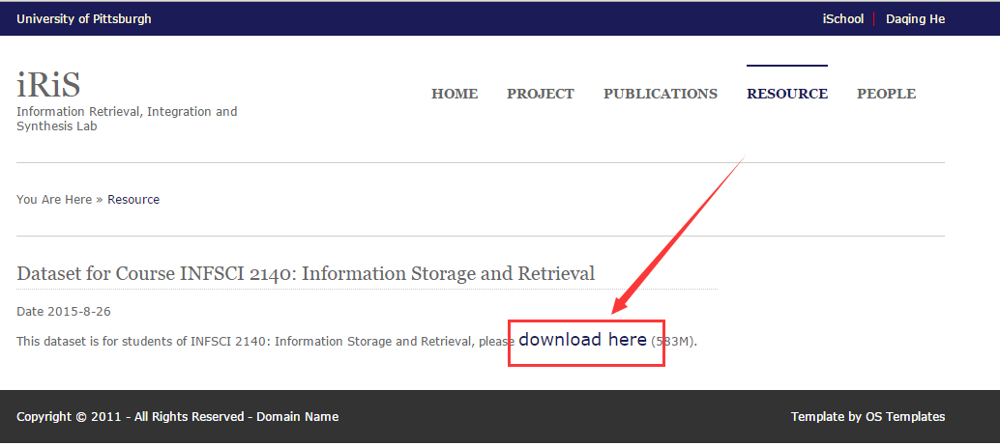 University of Pittsburgh
iSchool
Daqing He
iRiS
Information Retrieval, Integration and
Synthesis Lab
HOME
PROJECT
PUBLICATIONS
RESOURCE
PEOPLE
You Are Here » Resource
Dataset for Course INFSCI 2140: Information Storage and Retrieval
Date 2015-8-26
This dataset is for students of INFSCI 2140: Information Storage and Retrieval, please download here (583M).
Copyright © 2011 - All Rights Reserved - Domain Name
Template by OS Templates